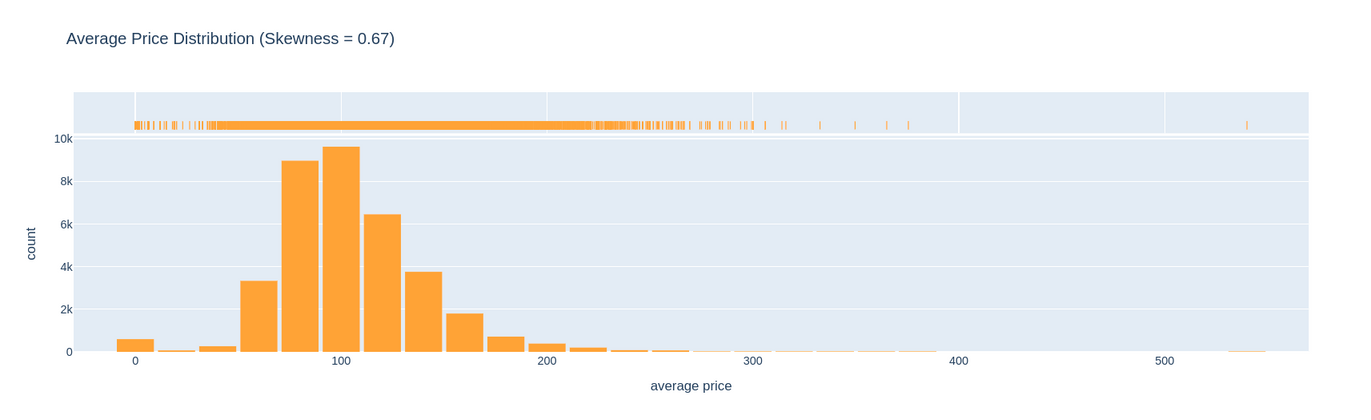 Average Price Distribution (Skewness = 0.67)
10k
8k
6k
4k
2k
0
count
0 100 200 300 400 500
average price